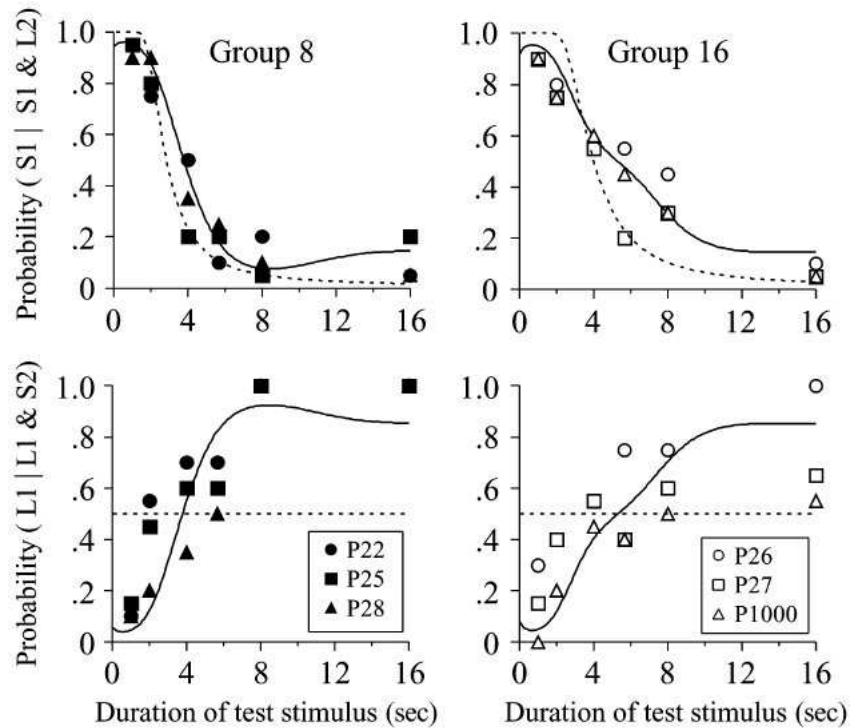 Group 8
Group 16
Probability ( S1 | S1 & L2)
1.0
.8
.6
.4
.2
0
0 4 8 12 16
1.0
.8
.6
.4
.2
0
0 4 8 12 16
Probability ( L1 | L1 & S2)
1.0
.8
.6
.4
.2
0
P22
P25
P28
0 4 8 12 16
Duration of test stimulus (sec)
1.0
.8
.6
.4
.2
0
P26
P27
P1000
0 4 8 12 16
Duration of test stimulus (sec)